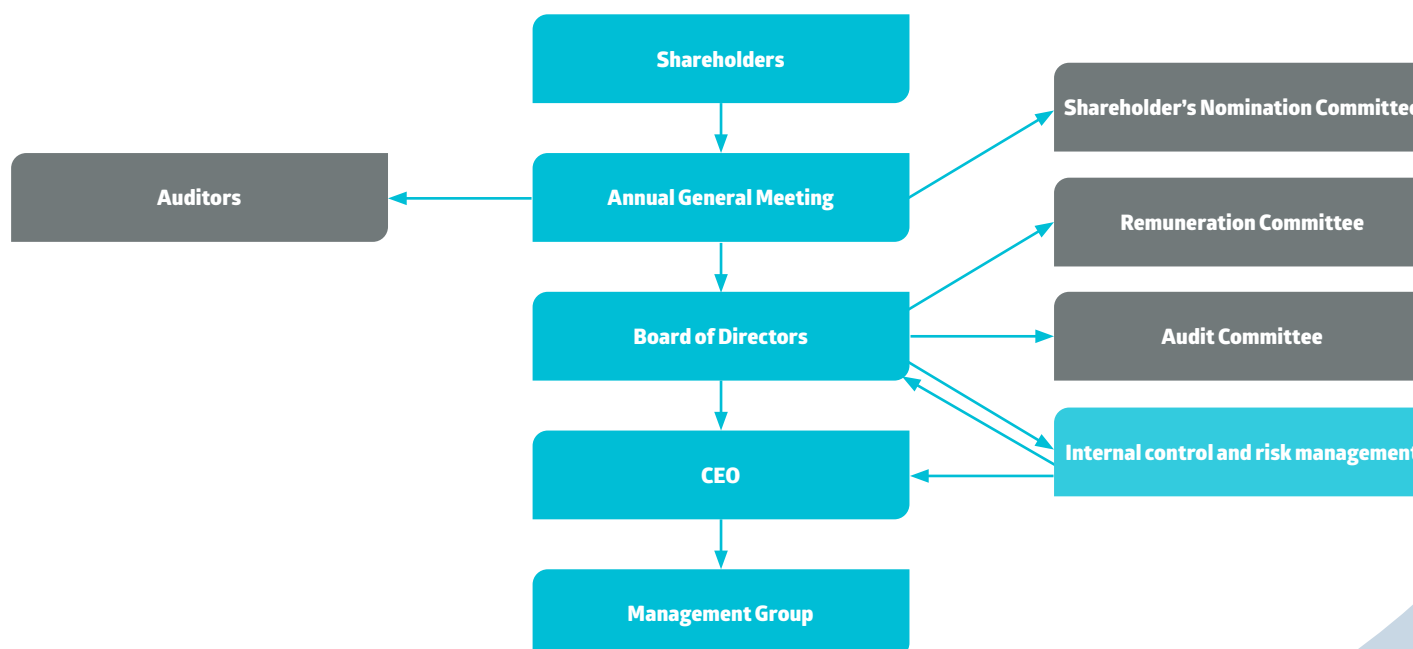 Shareholders
Shareholder’s Nomination Committee
Auditors
Annual General Meeting
Remuneration Committee
Board of Directors
Audit Committee
Internal control and risk management
CEO
Management Group